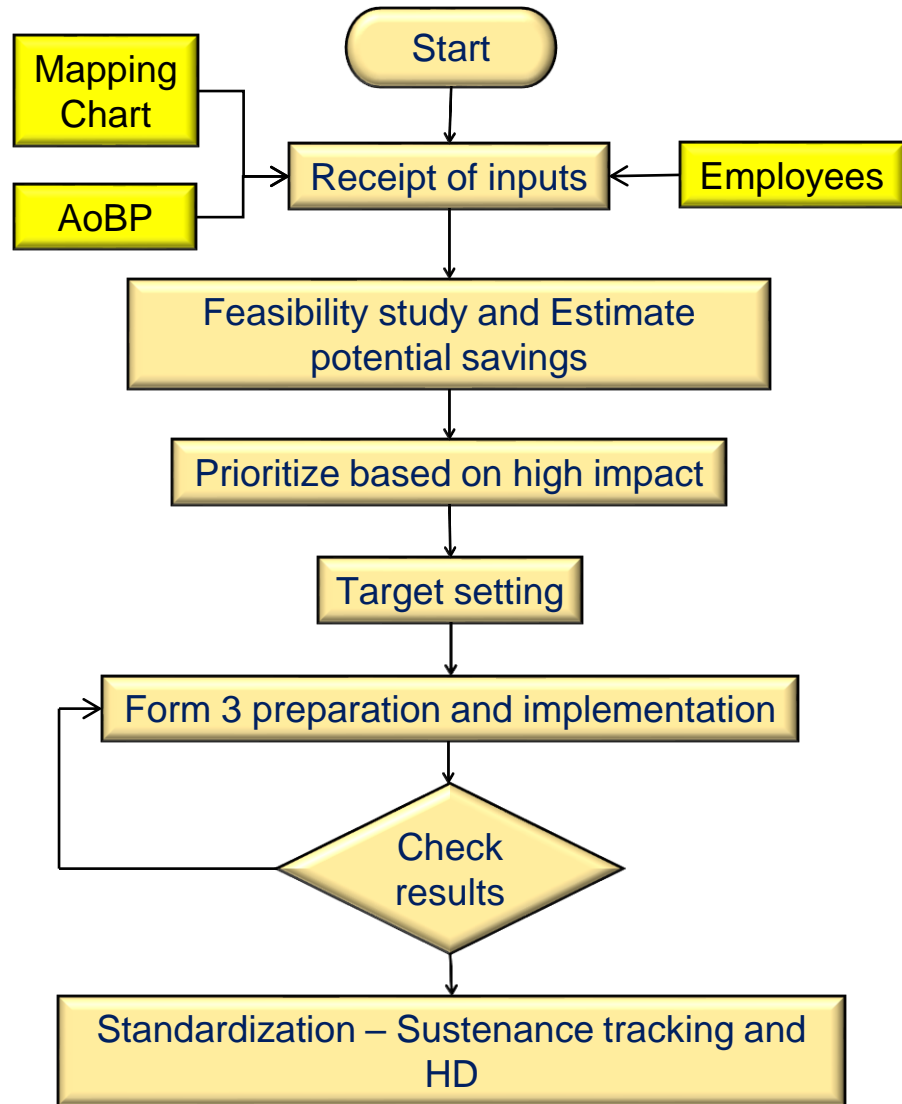 Start
Mapping
Chart
AoBP
Receipt of inputs
Employees
Feasibility study and Estimate
potential savings
Prioritize based on high impact
Target setting
Form 3 preparation and implementation
Check
results
Standardization – Sustenance tracking and
HD